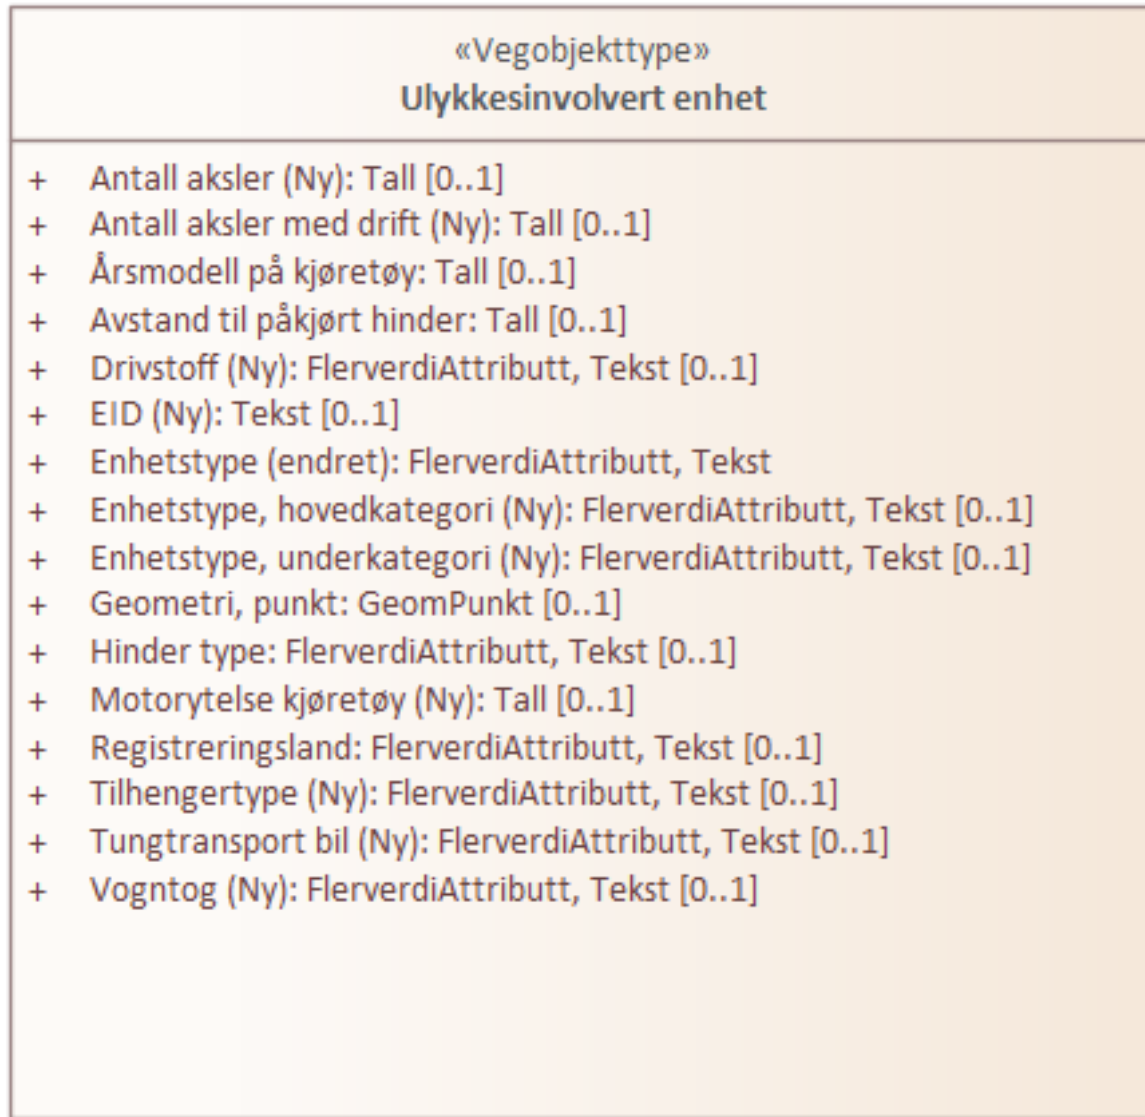 «Vegobjekttype»
Ulykkesinvolvert enhet
+ Antall aksler (Ny): Tall [0..1]
+ Antall aksler med drift (Ny): Tall [0..1]
+ Årsmodell på kjøretøy: Tall [0..1]
+ Avstand til påkjørt hinder: Tall [0..1]
+ Drivstoff (Ny): FlerverdiAttributt, Tekst [0..1]
+ EID (Ny): Tekst [0..1]
+ Enhetstype (endret): FlerverdiAttributt, Tekst
+ Enhetstype, hovedkategori (Ny): FlerverdiAttributt, Tekst [0..1]
+ Enhetstype, underkategori (Ny): FlerverdiAttributt, Tekst [0..1]
+ Geometri, punkt: GeomPunkt [0..1]
+ Hinder type: FlerverdiAttributt, Tekst [0..1]
+ Motorytelse kjøretøy (Ny): Tall [0..1]
+ Registreringsland: FlerverdiAttributt, Tekst [0..1]
+ Tilhengertype (Ny): FlerverdiAttributt, Tekst [0..1]
+ Tungtransport bil (Ny): FlerverdiAttributt, Tekst [0..1]
+ Vogntog (Ny): FlerverdiAttributt, Tekst [0..1]